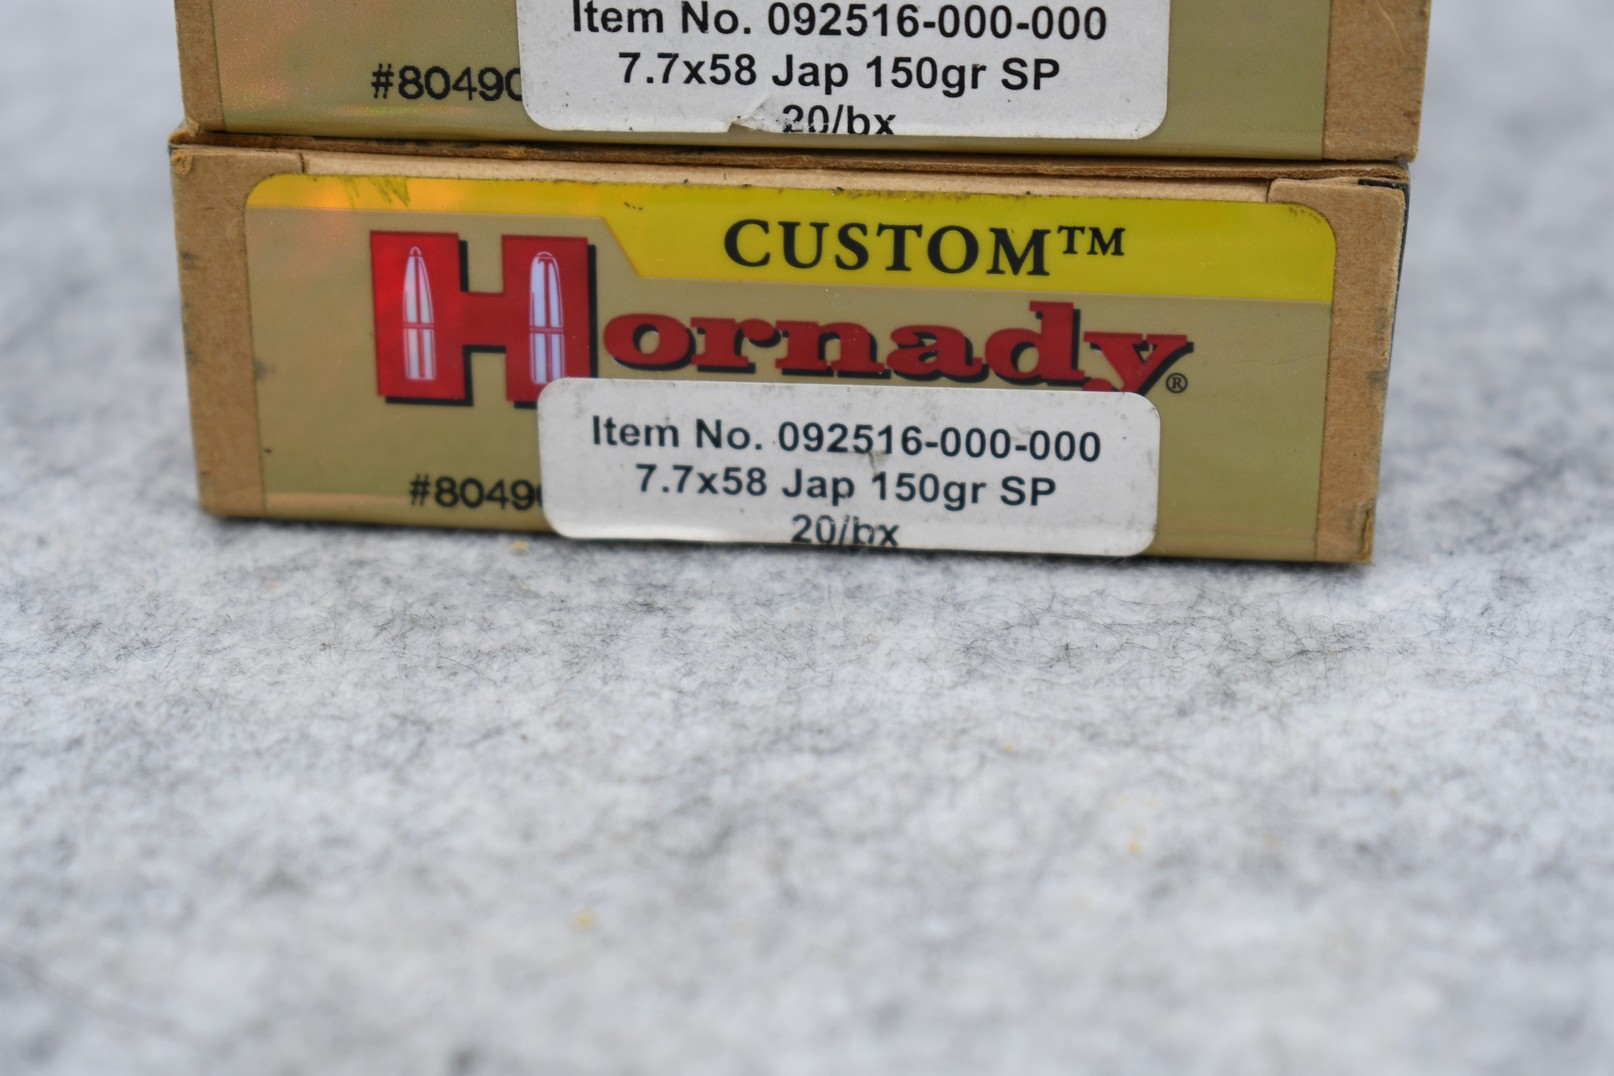 Item No. 092516-000-000
7.7x58 Jap 150gr SP
#80490
20/bx
CUSTOM™
Hornady®
Item No. 092516-000-000
7.7x58 Jap 150gr SP
#8049
20/bx